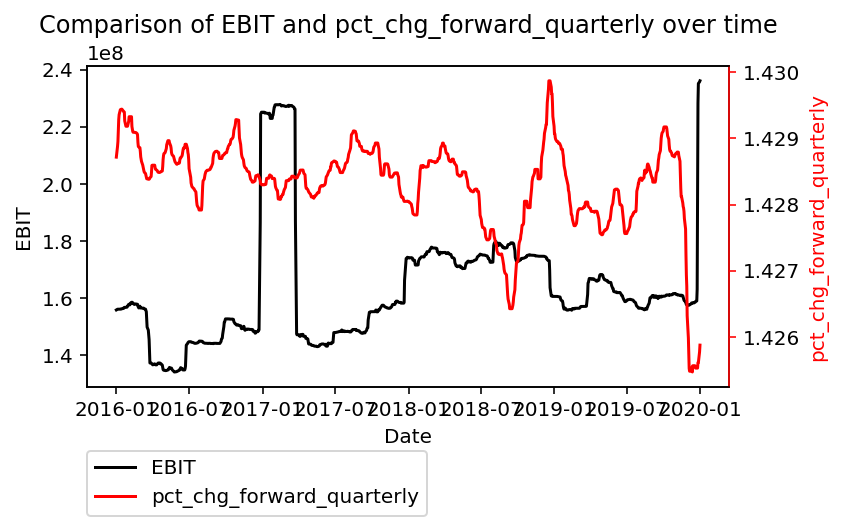 Comparison of EBIT and pct_chg_forward_quarterly over time
1e8
2.4
2.2
2.0
1.8
1.6
1.4
EBIT
1.430
1.429
1.428
1.427
1.426
pct_chg_forward_quarterly
2016-01 2016-07 2017-01 2017-07 2018-01 2018-07 2019-01 2019-07 2020-01
Date
EBIT
pct_chg_forward_quarterly